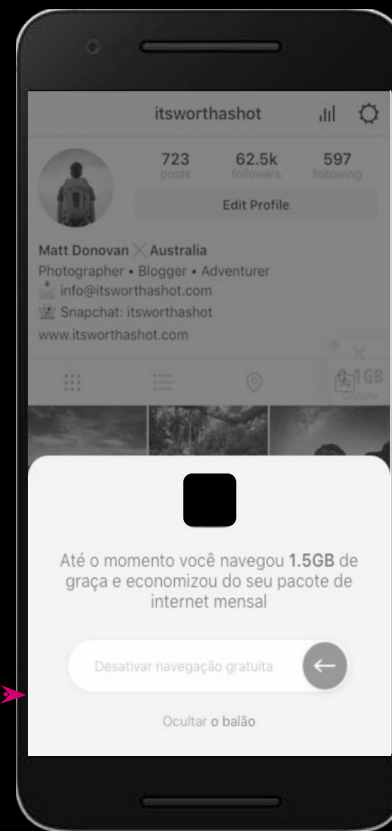 itsworthashot
723 62.5k 597
posts followers following
Edit Profile
Matt Donovan Australia
Photographer • Blogger • Adventurer
info@itsworthashot.com
Snapchat: itsworthashot
www.itsworthashot.com
1GB
Até o momento você navegou 1.5GB de
graça e economizou do seu pacote de
internet mensal
Desativar navegação gratuita
Ocultar o balão